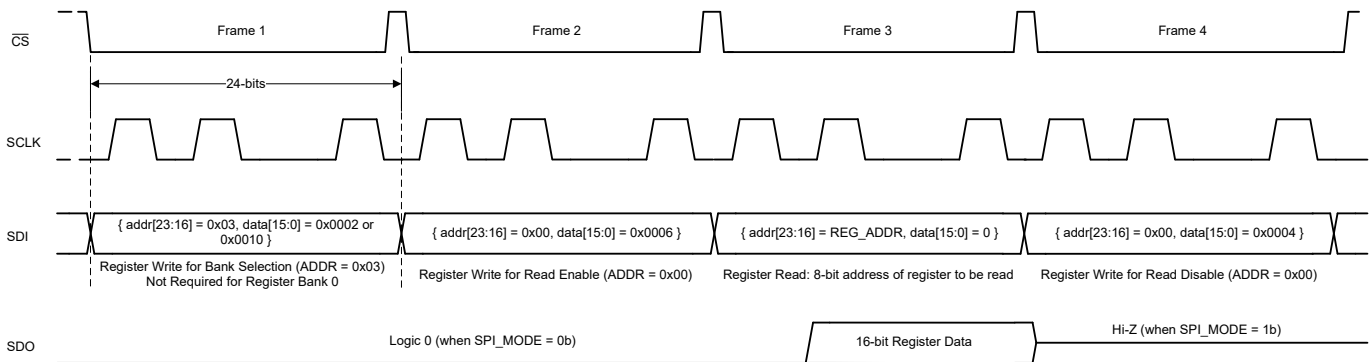 CS
Frame 1
Frame 2
Frame 3
Frame 4
24-bits
SCLK
SDI
{ addr[23:16] = 0x03, data[15:0] = 0x0002 or
0x0010 }
{ addr[23:16] = 0x00, data[15:0] = 0x0006 }
{ addr[23:16] = REG_ADDR, data[15:0] = 0 }
{ addr[23:16] = 0x00, data[15:0] = 0x0004 }
Register Write for Bank Selection (ADDR = 0x03)
Not Required for Register Bank 0
Register Write for Read Enable (ADDR = 0x00)
Register Read: 8-bit address of register to be read
Register Write for Read Disable (ADDR = 0x00)
SDO
Logic 0 (when SPI_MODE = 0b)
16-bit Register Data
Hi-Z (when SPI_MODE = 1b)